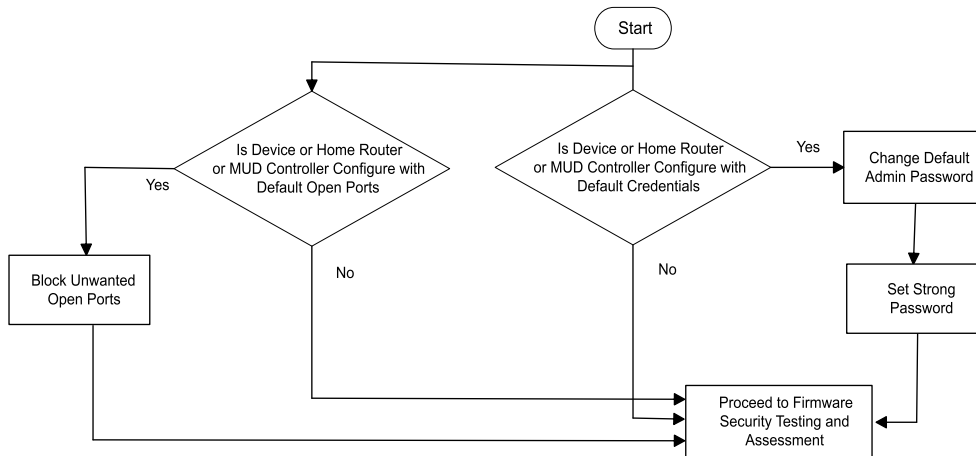 Start
Is Device or Home Router
or MUD Controller Configure with
Default Open Ports
Is Device or Home Router
or MUD Controller Configure with
Default Credentials
Yes
Change Default
Admin Password
Yes
Block Unwanted
Open Ports
No
No
Set Strong
Password
Proceed to Firmware
Security Testing and
Assessment